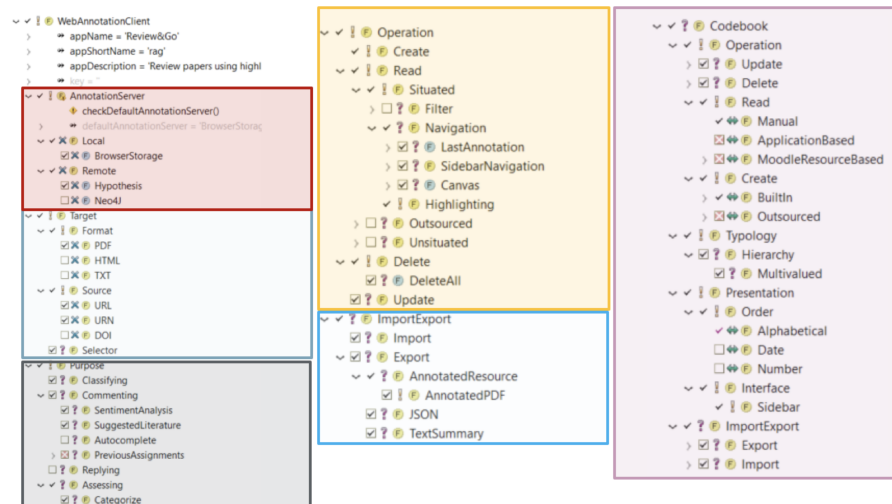 WebAnnotationClient
appName = 'Review&Go'
appShortName = 'rag'
appDescription = 'Review papers using highl
key = ''
AnnotationServer
checkDefaultAnnotationServer()
defaultAnnotationServer = 'BrowserStorag
Local
BrowserStorage
Remote
Hypothesis
Neo4J
Target
Format
PDF
HTML
TXT
Source
URL
URN
DOI
Selector
Purpose
Classifying
Commenting
SentimentAnalysis
SuggestedLiterature
Autocomplete
PreviousAssignments
Replying
Assessing
Categorize
Operation
Create
Read
Situated
Filter
Navigation
LastAnnotation
SidebarNavigation
Canvas
Highlighting
Outsourced
Unsituated
Delete
DeleteAll
Update
ImportExport
Import
Export
AnnotatedResource
AnnotatedPDF
JSON
TextSummary
Codebook
Operation
Update
Delete
Read
Manual
ApplicationBased
MoodleResourceBased
Create
BuiltIn
Outsourced
Typology
Hierarchy
Multivalued
Presentation
Order
Alphabetical
Date
Number
Interface
Sidebar
ImportExport
Export
Import